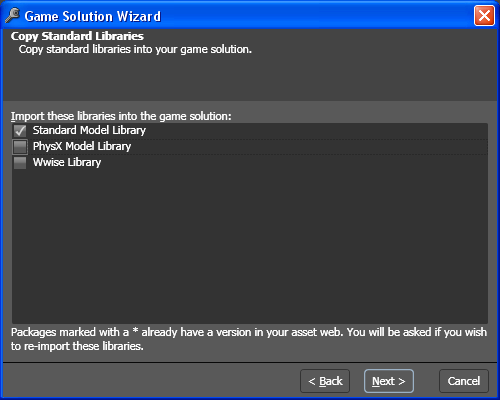 Game Solution Wizard
Copy Standard Libraries
Copy standard libraries into your game solution.
Import these libraries into the game solution:
Standard Model Library
PhysX Model Library
Wwise Library
Packages marked with a * already have a version in your asset web. You will be asked if you wish
to re-import these libraries.
< Back Next > Cancel